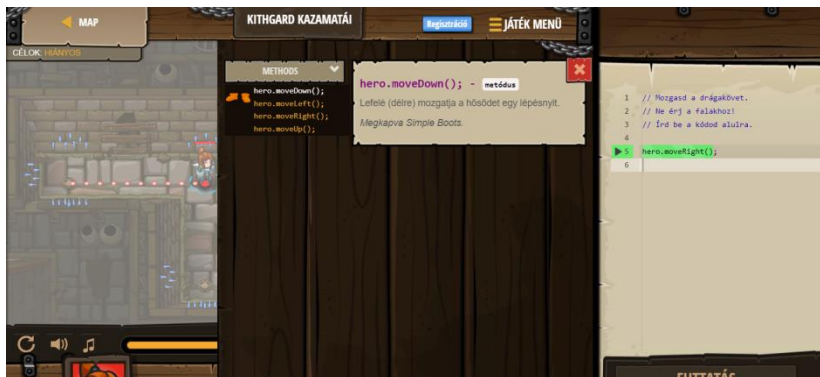 MAP
KITHGARD KAZAMATÁI
Regisztráció
JÁTÉK MENÜ
CÉLOK: HIÁNYOS
METHODS
hero.moveDown();
hero.moveLeft();
hero.moveRight();
hero.moveUp();
hero.moveDown(); - metódus
Lefelé (délre) mozgatja a hősödet egy lépésnyit.
Megkapva Simple Boots.
1 // Mozgasd a drágakövet.
2 // Ne érj a falakhoz!
3 // Írd be a kódod alulra.
4
5 hero.moveRight();
6
FUTTATÁS